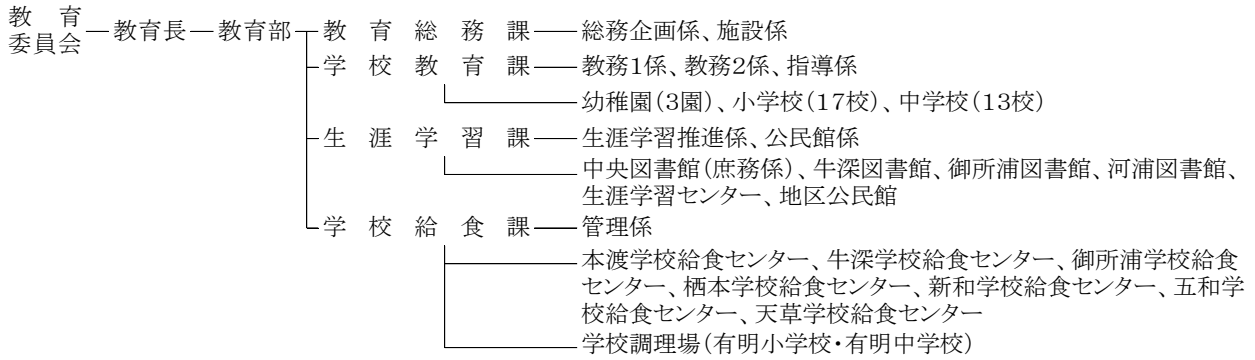 教育
委員会
教育長
教育部
教育総務課
総務企画係、施設係
学校教育課
教務1係、教務2係、指導係
幼稚園(3園)、小学校(17校)、中学校(13校)
生涯学習課
生涯学習推進係、公民館係
中央図書館(庶務係)、牛深図書館、御所浦図書館、河浦図書館、
生涯学習センター、地区公民館
学校給食課
管理係
本渡学校給食センター、牛深学校給食センター、御所浦学校給食
センター、栖本学校給食センター、新和学校給食センター、五和学
校給食センター、天草学校給食センター
学校調理場(有明小学校・有明中学校)